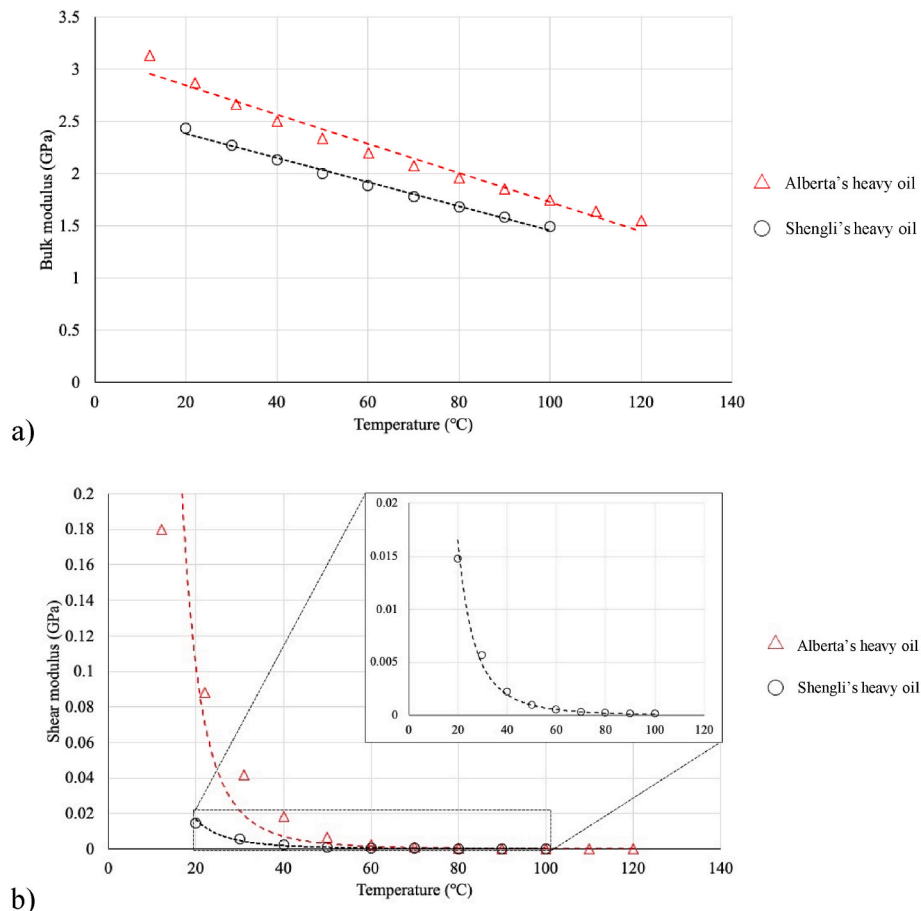 3.5
3
2.5
2
1.5
1
0.5
0
Bulk modulus (GPa)
0 20 40 60 80 100 120 140
Temperature (℃)
Alberta's heavy oil
Shengli's heavy oil
a)
0.2
0.18
0.16
0.14
0.12
0.1
0.08
0.06
0.04
0.02
0
Shear modulus (GPa)
0 20 40 60 80 100 120 140
Temperature (℃)
0.02
0.015
0.01
0.005
0
0 20 40 60 80 100 120
Alberta's heavy oil
Shengli's heavy oil
b)